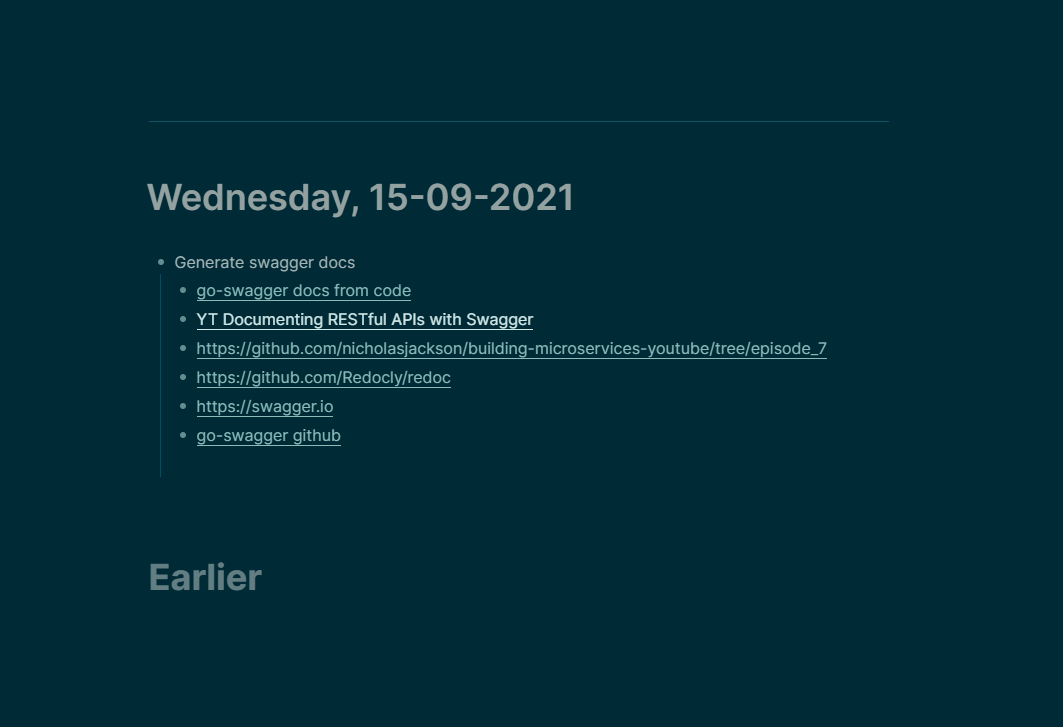 Wednesday, 15-09-2021
Generate swagger docs
go-swagger docs from code
YT Documenting RESTful APIs with Swagger
https://github.com/nicholasjackson/building-microservices-youtube/tree/episode_7
https://github.com/Redocly/redoc
https://swagger.io
go-swagger github
Earlier